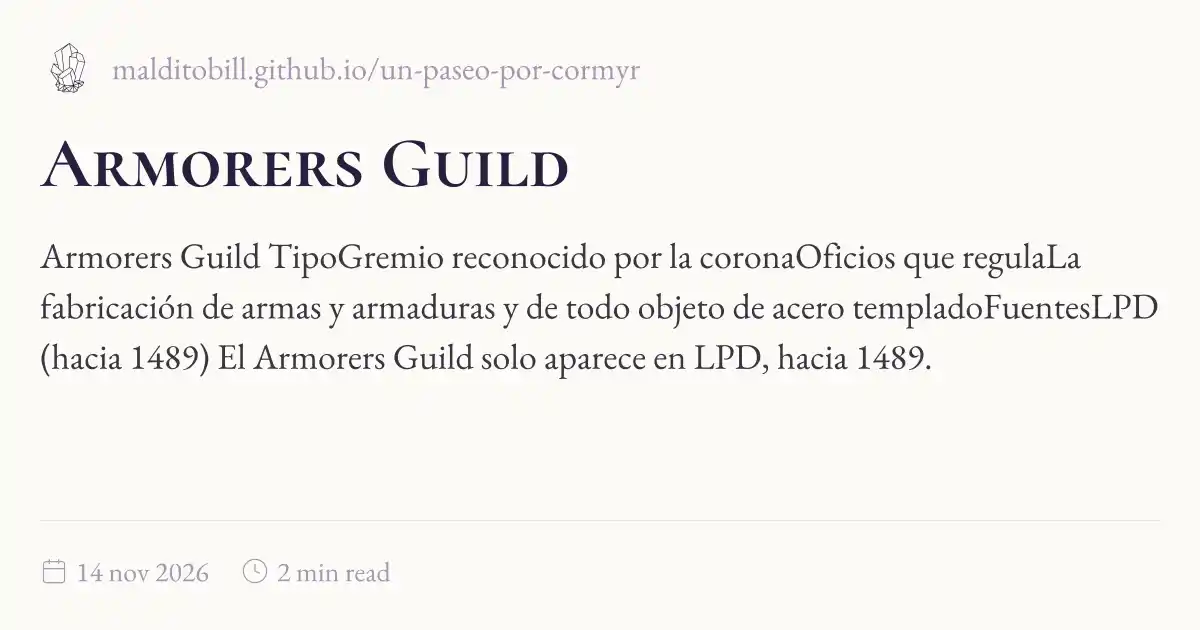 malditobill.github.io/un-paseo-por-cormyr
Armorers Guild
Armorers Guild TipoGremio reconocido por la coronaOficios que regulaLa
fabricación de armas y armaduras y de todo objeto de acero templadoFuentesLPD
(hacia 1489) El Armorers Guild solo aparece en LPD, hacia 1489.
14 nov 2026 2 min read